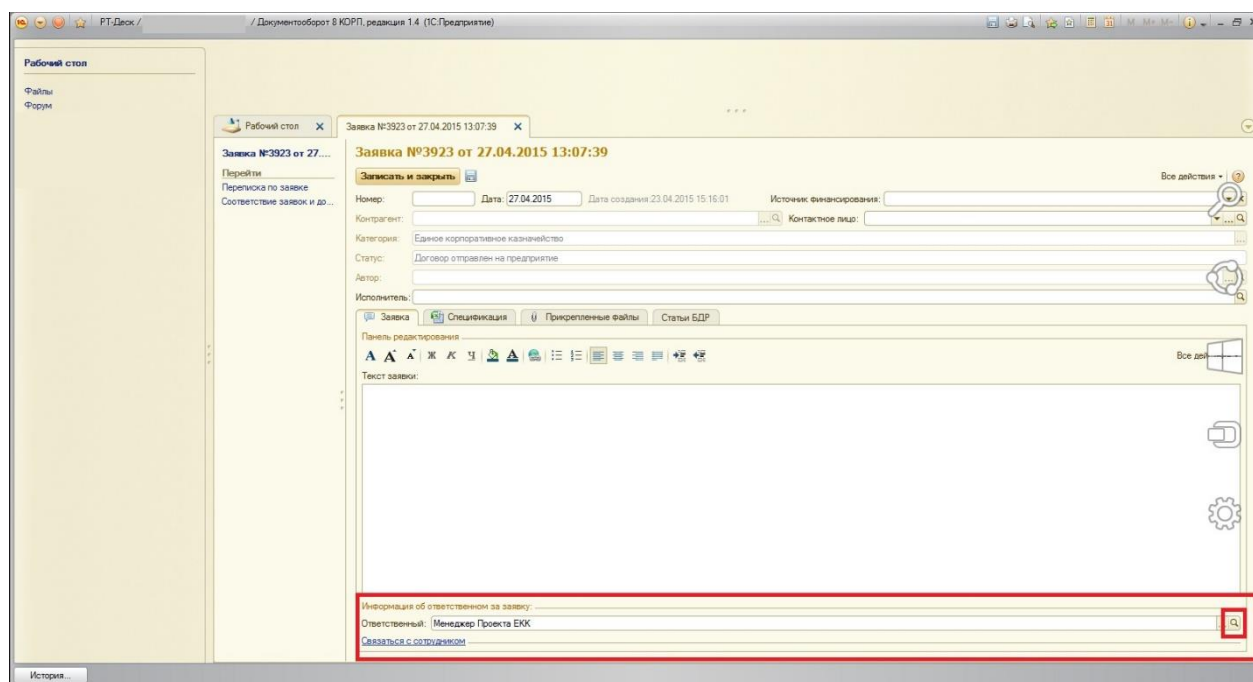 РТ-Деск / / Документооборот 8 КОРП, редакция 1.4 (1С:Предприятие)
M M+ M-
Рабочий стол
Файлы
Форум
Рабочий стол
Заявка №3923 от 27.04.2015 13:07:39
Заявка №3923 от 27....
Перейти
Переписка по заявке
Соответствие заявок и до...
Заявка №3923 от 27.04.2015 13:07:39
Записать и закрыть
Все действия
Номер: Дата: 27.04.2015 Дата создания:23.04.2015 15:16:01 Источник финансирования:
Контрагент: Контактное лицо:
Категория: Единое корпоративное казначейство
Статус: Договор отправлен на предприятие
Автор:
Исполнитель:
Заявка Спецификация Прикрепленные файлы Статьи БДР
Панель редактирования
A A A Ж К Ч A
Все дей
Текст заявки:
Информация об ответственном за заявку:
Ответственный: Менеджер Проекта ЕКК
Связаться с сотрудником
История...